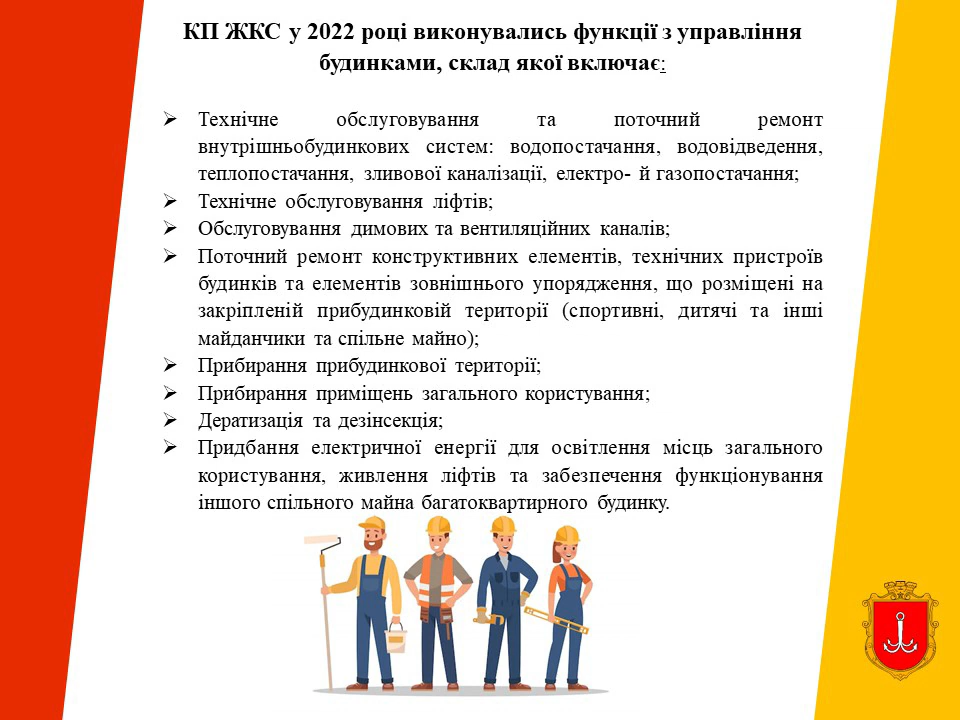 КП ЖКС у 2022 році виконувались функції з управління
будинками, склад якої включає:
➢ Технічне обслуговування та поточний ремонт
внутрішньобудинкових систем: водопостачання, водовідведення,
теплопостачання, зливової каналізації, електро- й газопостачання;
➢ Технічне обслуговування ліфтів;
➢ Обслуговування димових та вентиляційних каналів;
➢ Поточний ремонт конструктивних елементів, технічних пристроїв
будинків та елементів зовнішнього упорядження, що розміщені на
закріпленій прибудинковій території (спортивні, дитячі та інші
майданчики та спільне майно);
➢ Прибирання прибудинкової території;
➢ Прибирання приміщень загального користування;
➢ Дератизація та дезінсекція;
➢ Придбання електричної енергії для освітлення місць загального
користування, живлення ліфтів та забезпечення функціонування
іншого спільного майна багатоквартирного будинку.